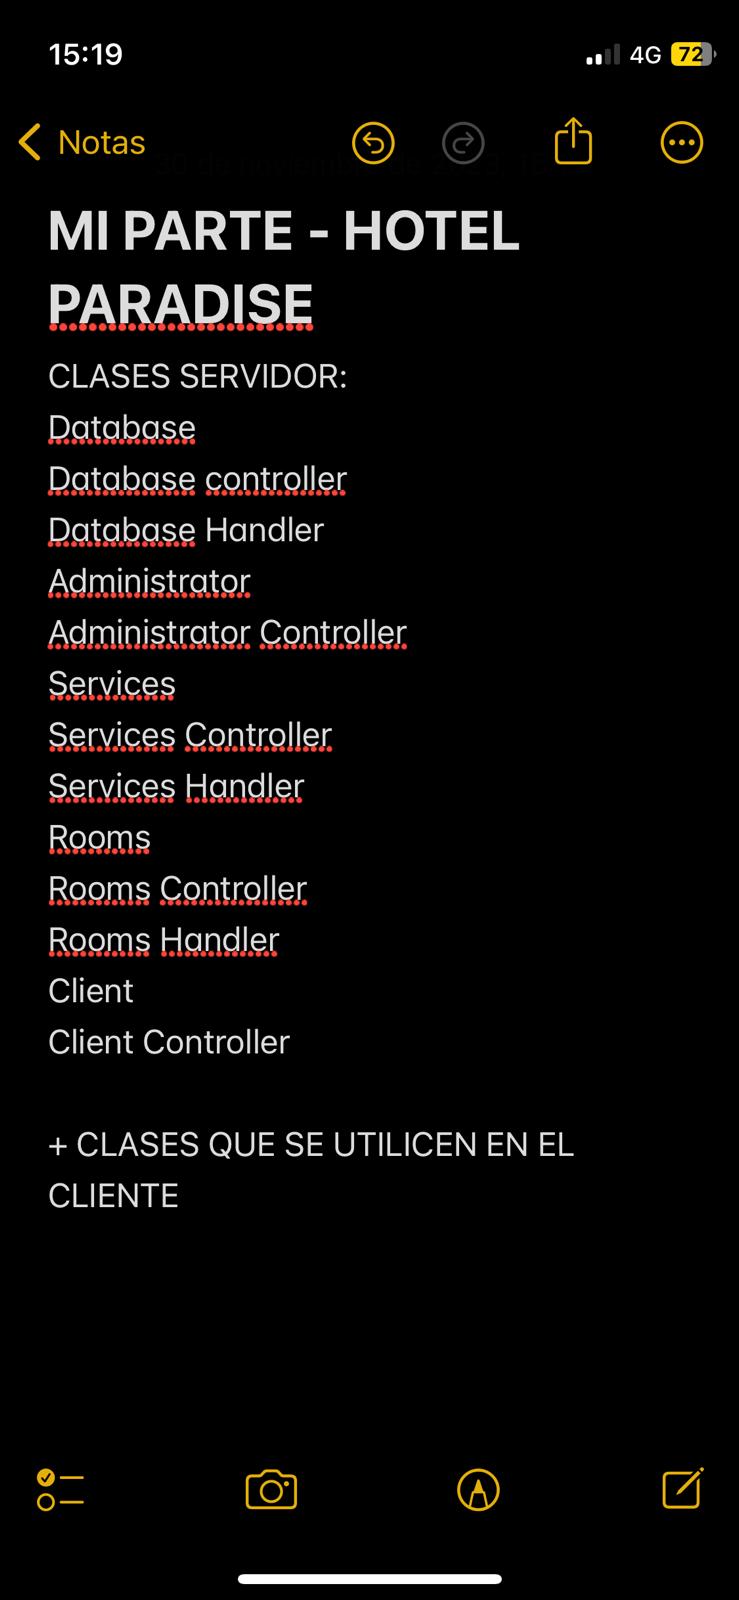 15:19
4G
72
Notas
MI PARTE - HOTEL
PARADISE
CLASES SERVIDOR:
Database
Database controller
Database Handler
Administrator
Administrator Controller
Services
Services Controller
Services Handler
Rooms
Rooms Controller
Rooms Handler
Client
Client Controller
+ CLASES QUE SE UTILICEN EN EL
CLIENTE